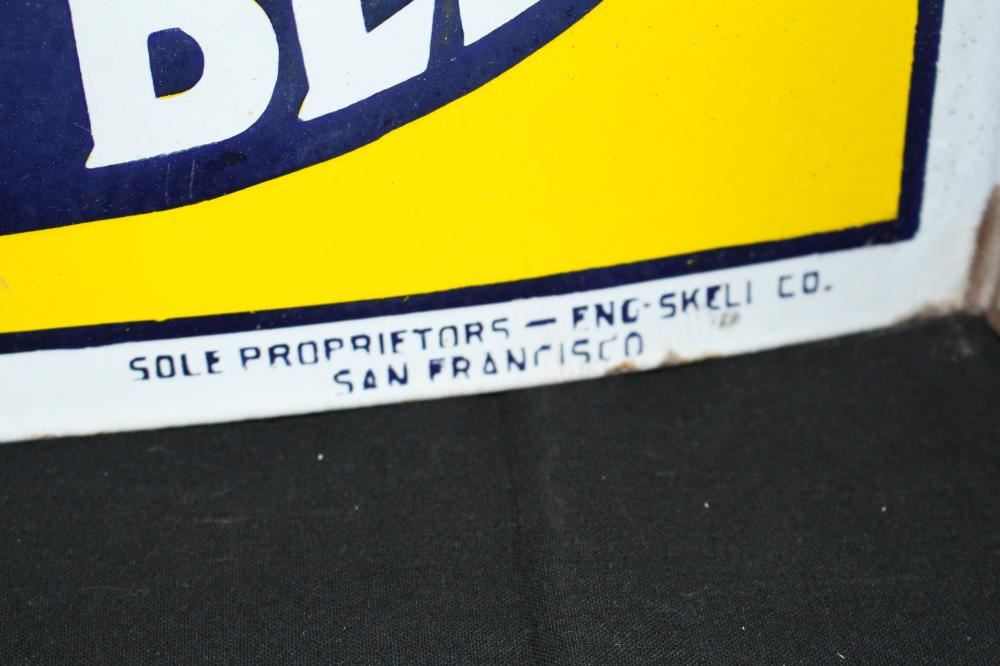 SOLE PROPRIETORS — ENG-SKELL CO.
SAN FRANCISCO